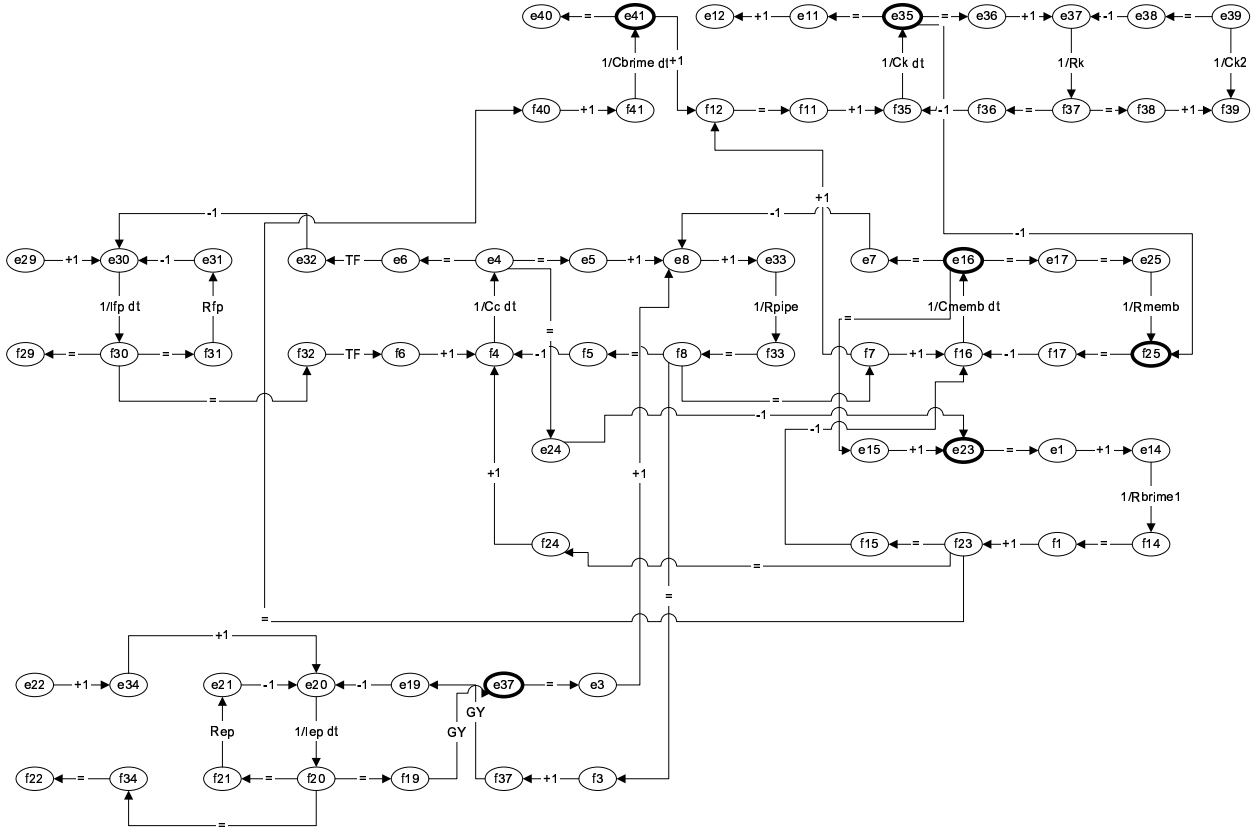 e40 = e41 e12 +1 e11 = e35 = e36 +1 e37 -1 e38 = e39
1/Cbrime dt +1 1/Ck dt 1/Rk 1/Ck2
f40 +1 f41 f12 = f11 +1 f35 -1 f36 = f37 = f38 +1 f39
+1
-1 -1
-1
e29 +1 e30 -1 e31 e32 TF e6 = e4 = e5 +1 e8 +1 e33 e7 = e16 = e17 = e25
1/Ifp dt Rfp 1/Cc dt 1/Rpipe 1/Cmemb dt 1/Rmemb
=
=
f29 = f30 = f31 f32 TF f6 +1 f4 -1 f5 = f8 = f33 f7 +1 f16 -1 f17 = f25
= =
-1
-1
e24 e15 +1 e23 = e1 +1 e14
+1 +1
1/Rbrime1
f24 f15 = f23 +1 f1 = f14
=
=
=
+1
e22 +1 e34 e21 -1 e20 -1 e19 e37 = e3
GY
Rep 1/Iep dt GY
f22 = f34 f21 = f20 = f19 f37 +1 f3
=